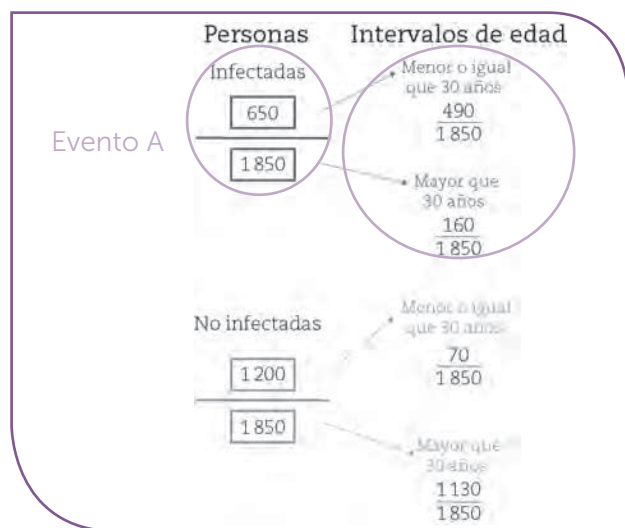 Personas Intervalos de edad
Infectadas
Menor o igual
que 30 años
650
490
1850
Evento A
1850
Mayor que
30 años
160
1850
No infectadas
Menor o igual
que 30 años
70
1850
1200
1850
Mayor que
30 años
1130
1850